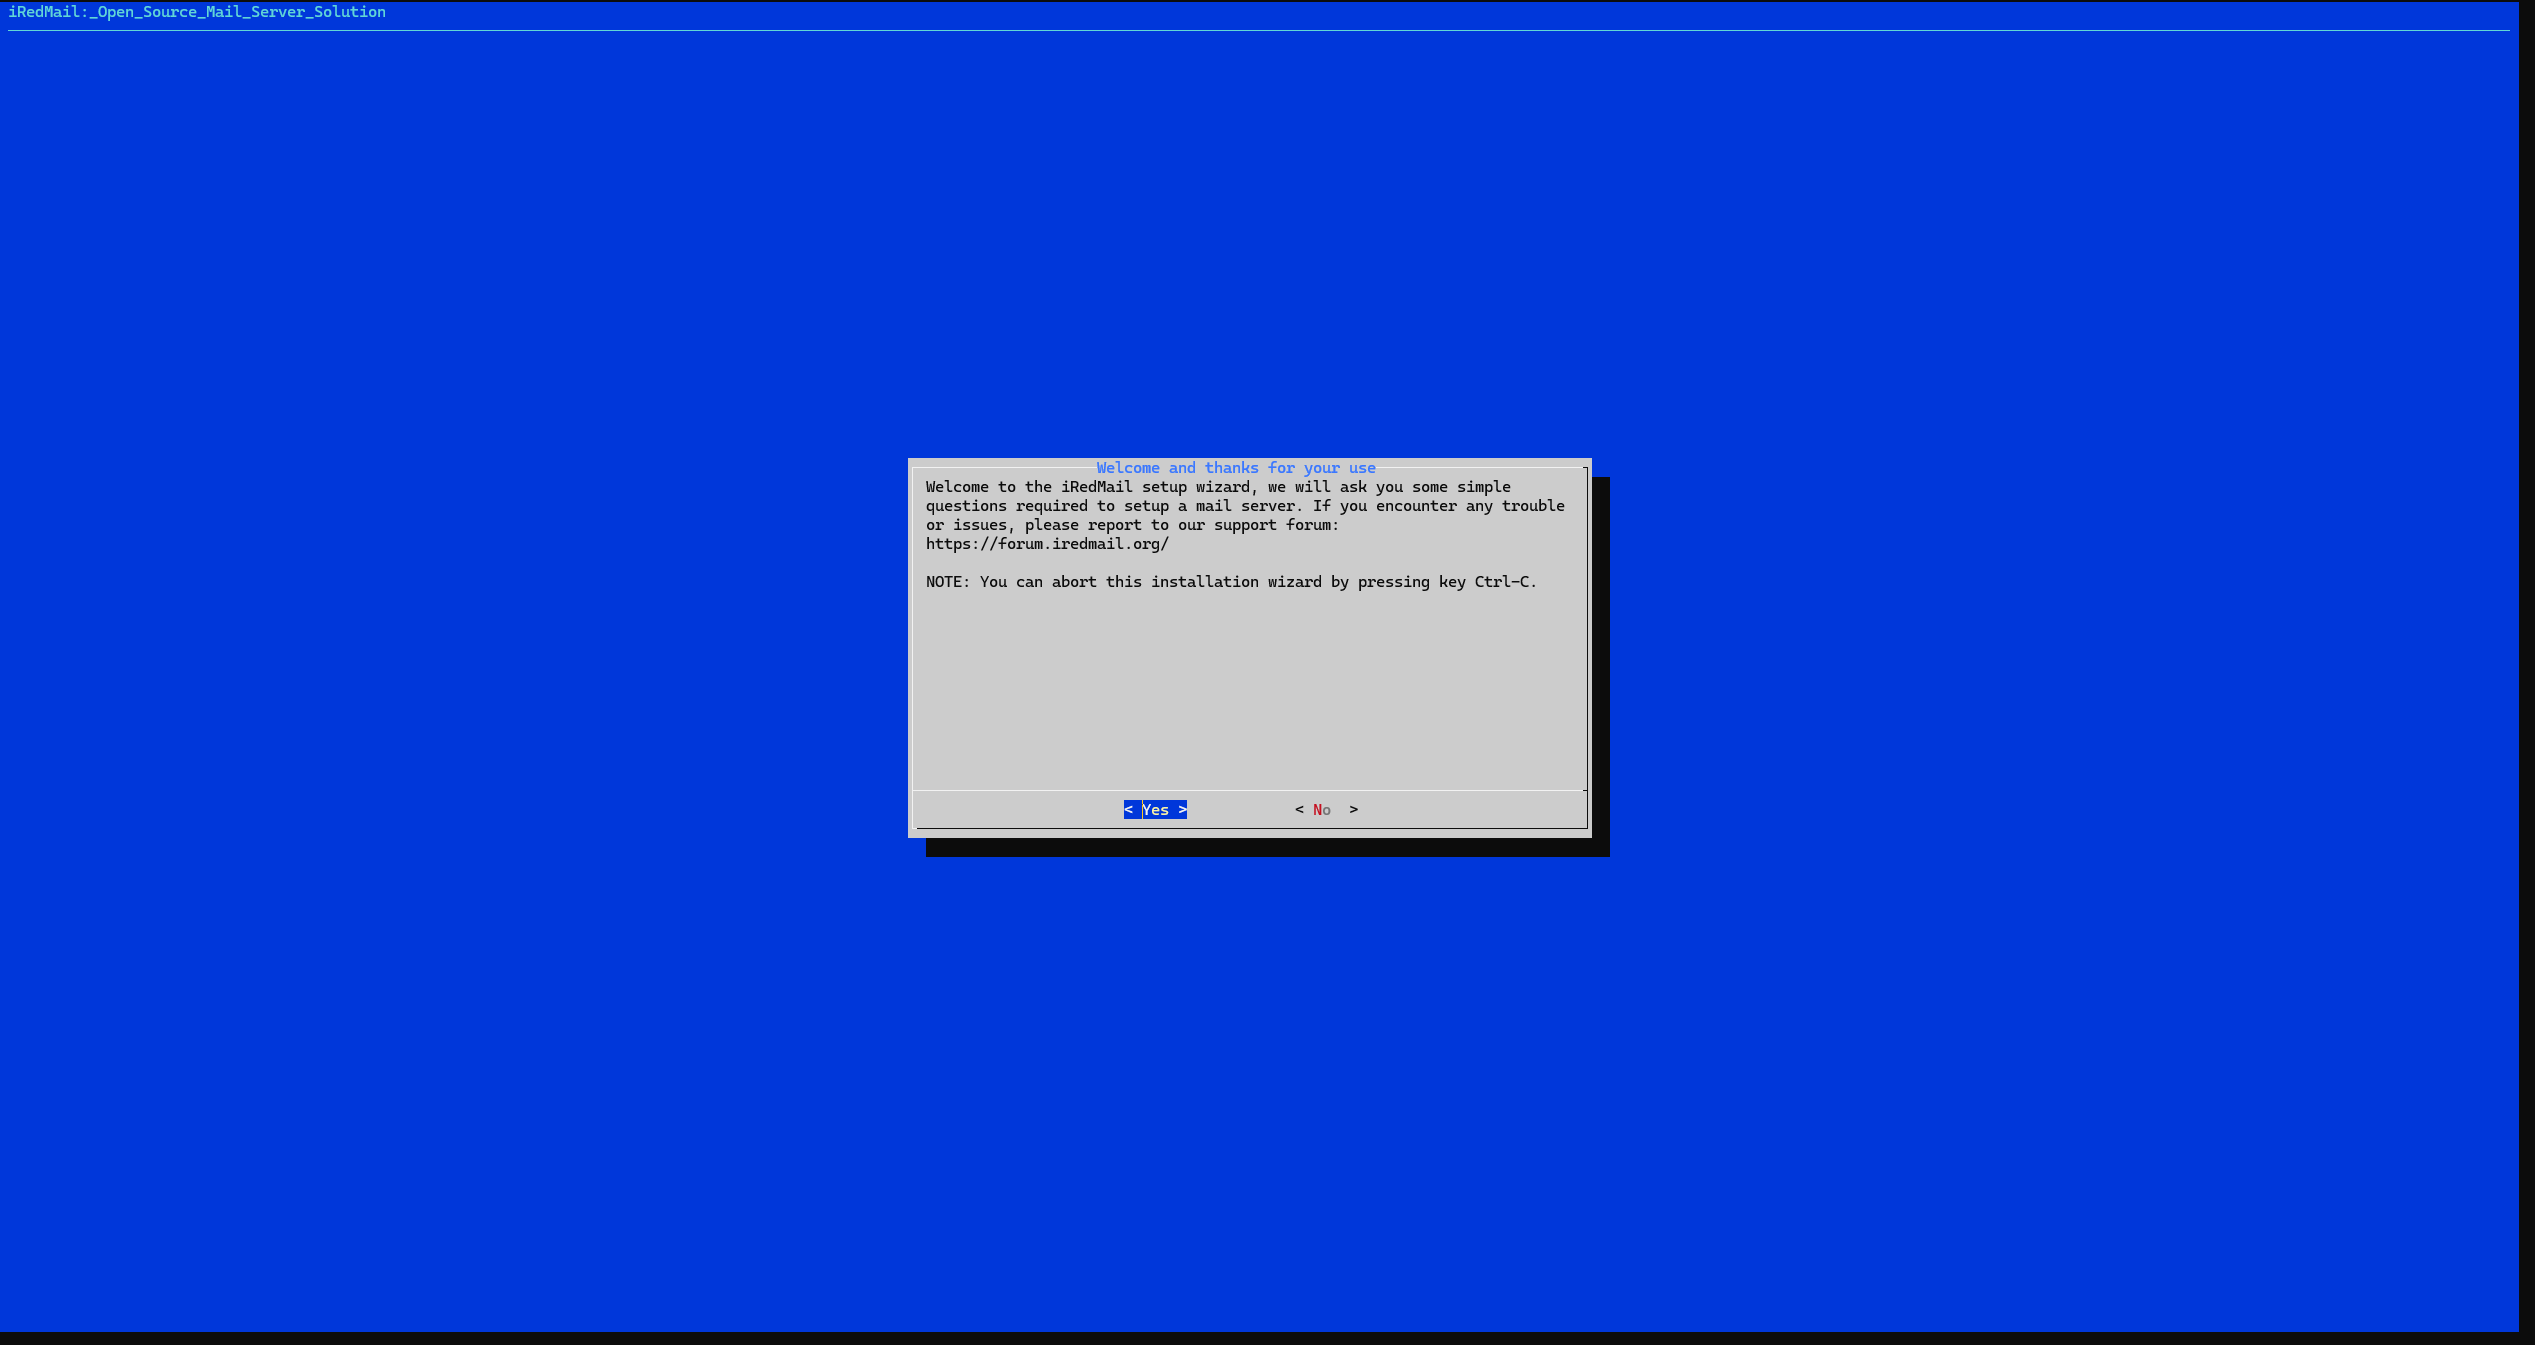 iRedMail:_Open_Source_Mail_Server_Solution
Welcome and thanks for your use
Welcome to the iRedMail setup wizard, we will ask you some simple
questions required to setup a mail server. If you encounter any trouble
or issues, please report to our support forum:
https://forum.iredmail.org/
NOTE: You can abort this installation wizard by pressing key Ctrl-C.
< Yes > < No  >